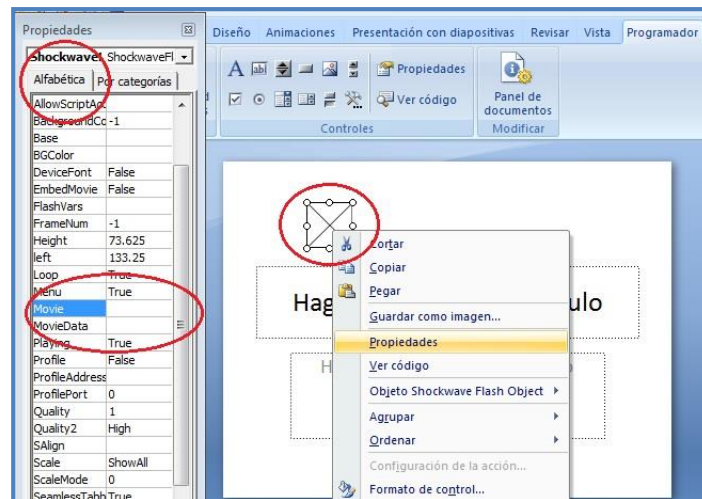 Propiedades
Shockwave1 ShockwaveFl
Alfabética
Por categorías
AllowScriptAc
BackgroundCc -1
Base
BGColor
DeviceFont False
EmbedMovie False
FlashVars
FrameNum -1
Height 73.625
left 133.25
Loop True
Menu True
Movie
MovieData
Playing True
Profile False
ProfileAddress
ProfilePort 0
Quality 1
Quality2 High
SAlign
Scale ShowAll
ScaleMode 0
SeamlessTabb True
Diseño Animaciones Presentación con diapositivas Revisar Vista Programador
A ab Propiedades
Ver código
Panel de
documentos
Controles Modificar
Cortar
Copiar
Pegar
Guardar como imagen...
Propiedades
Ver código
Objeto Shockwave Flash Object
Agrupar
Ordenar
Configuración de la acción...
Formato de control...
Hag ulo
H